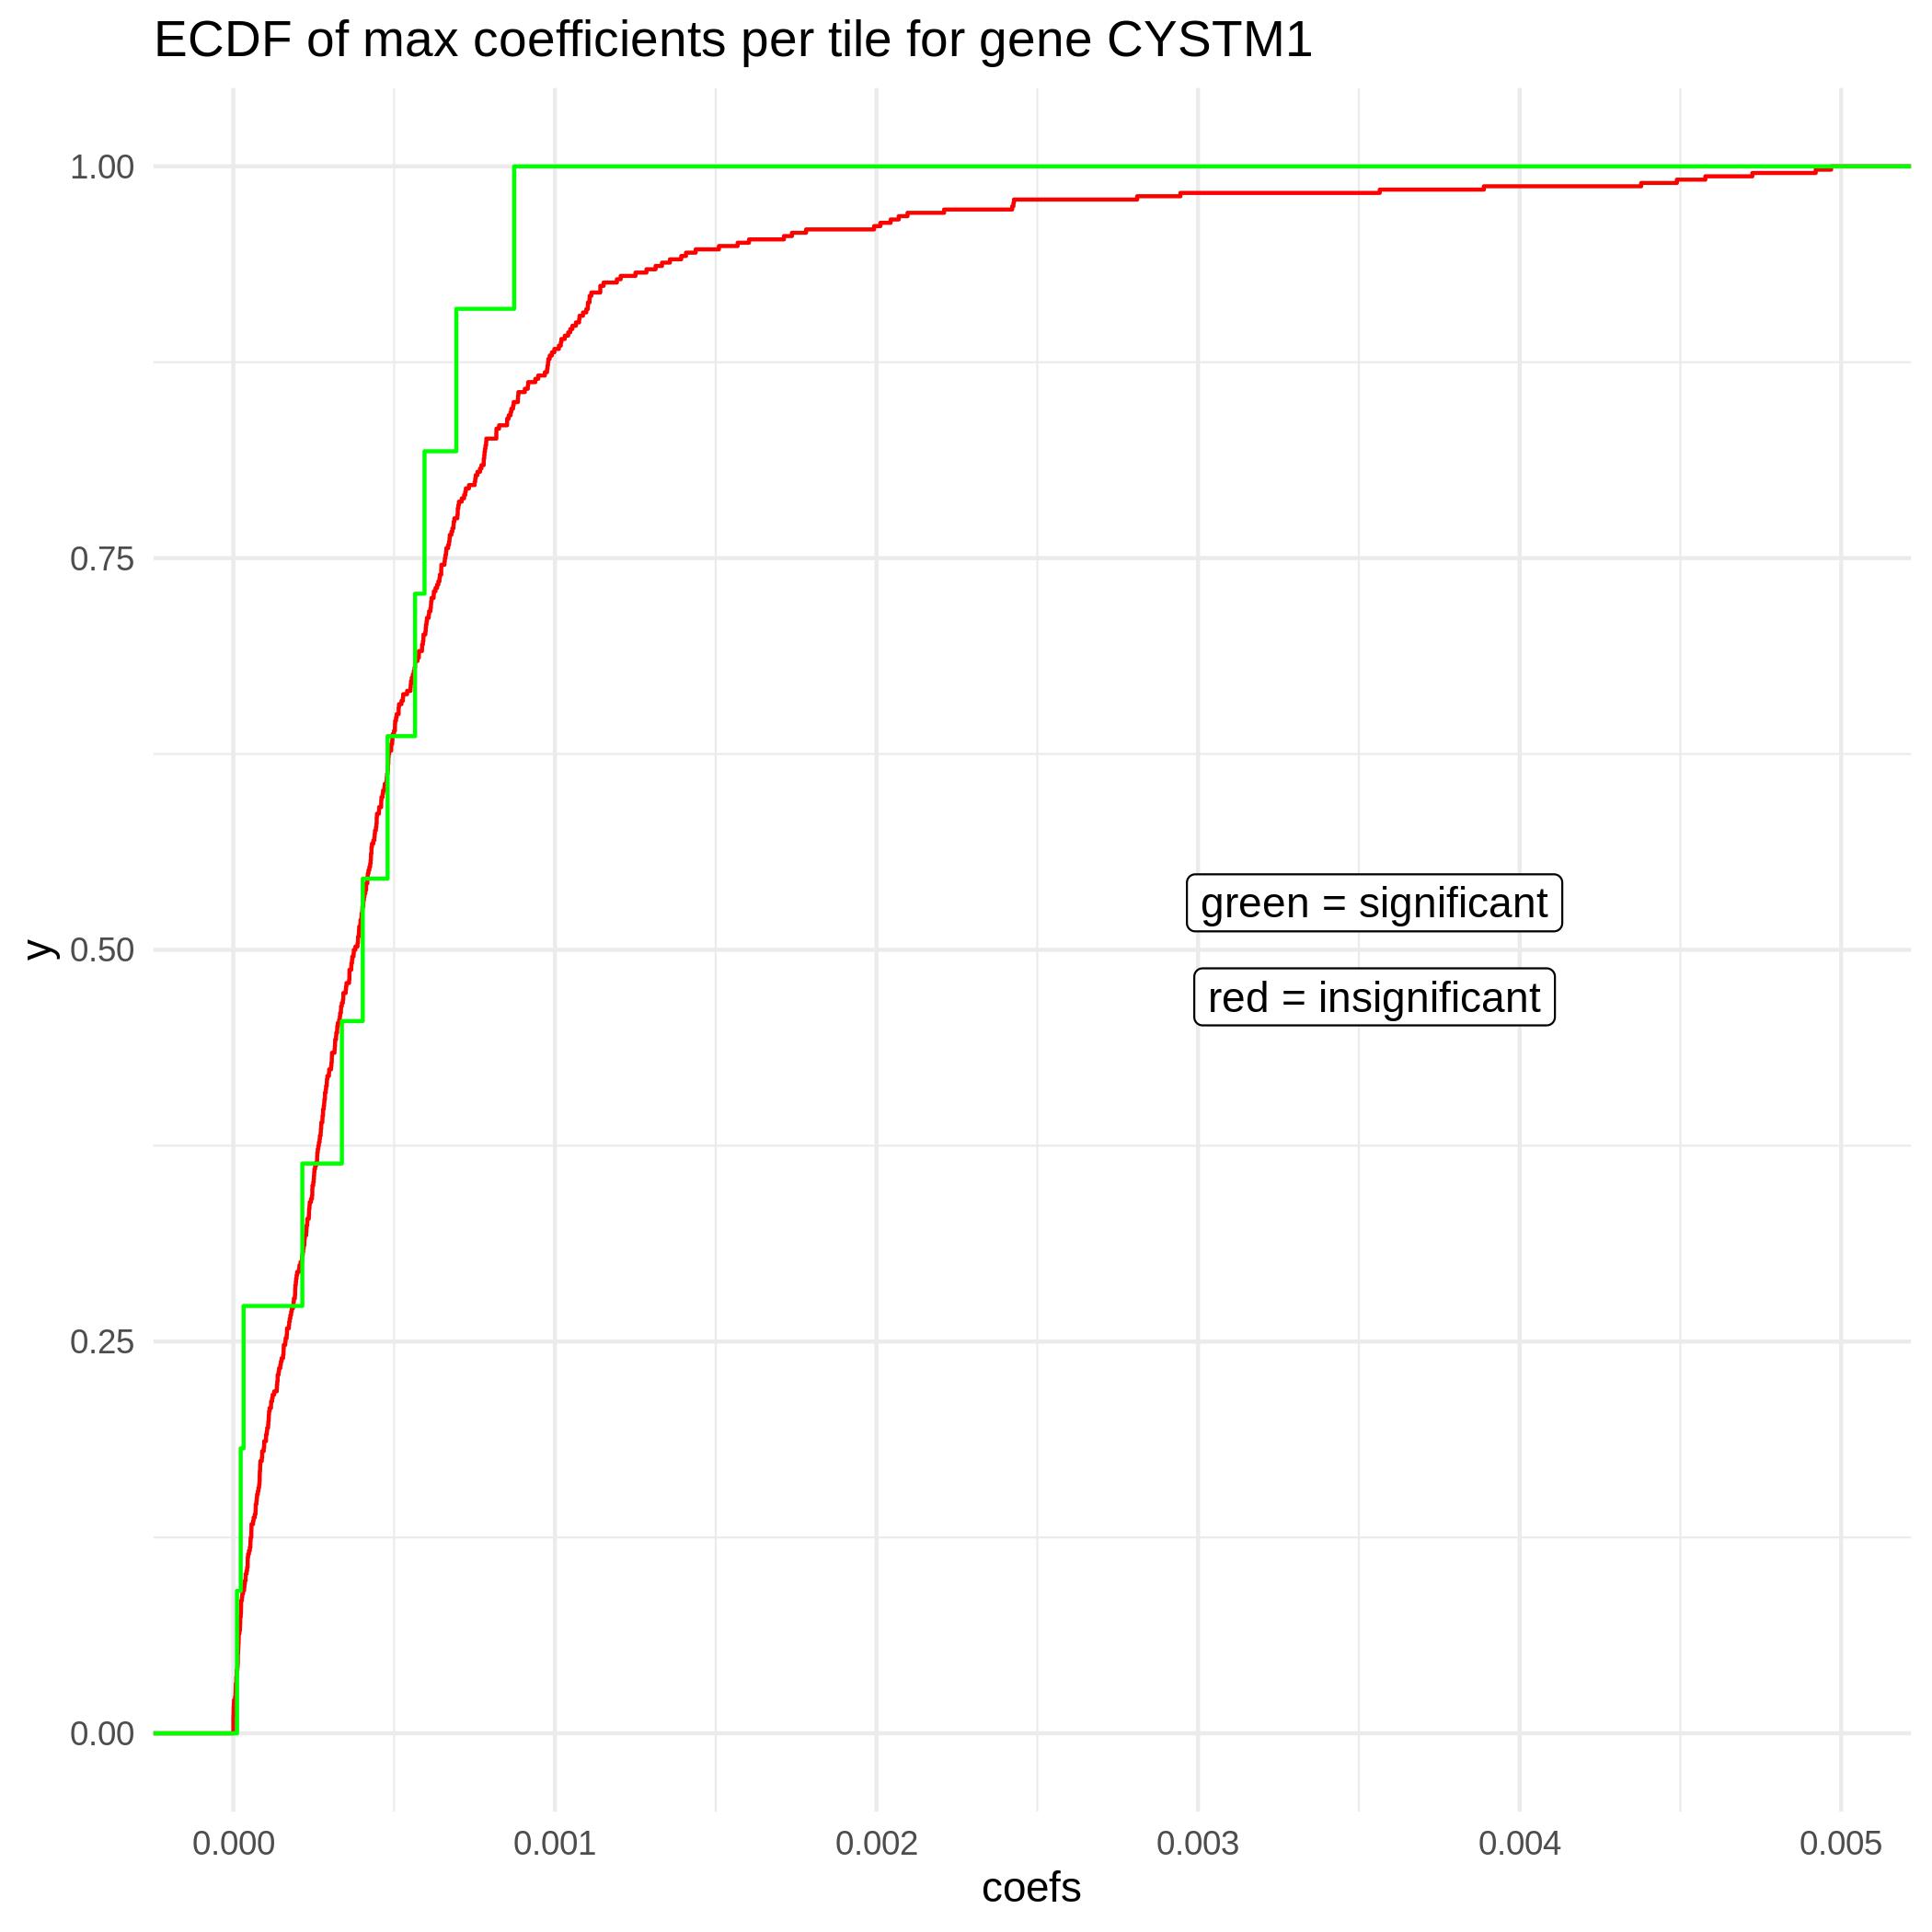 ECDF of max coefficients per tile for gene CYSTM1
1.00
0.75
0.50
0.25
0.00
y
green = significant
red = insignificant
0.000 0.001 0.002 0.003 0.004 0.005
coefs